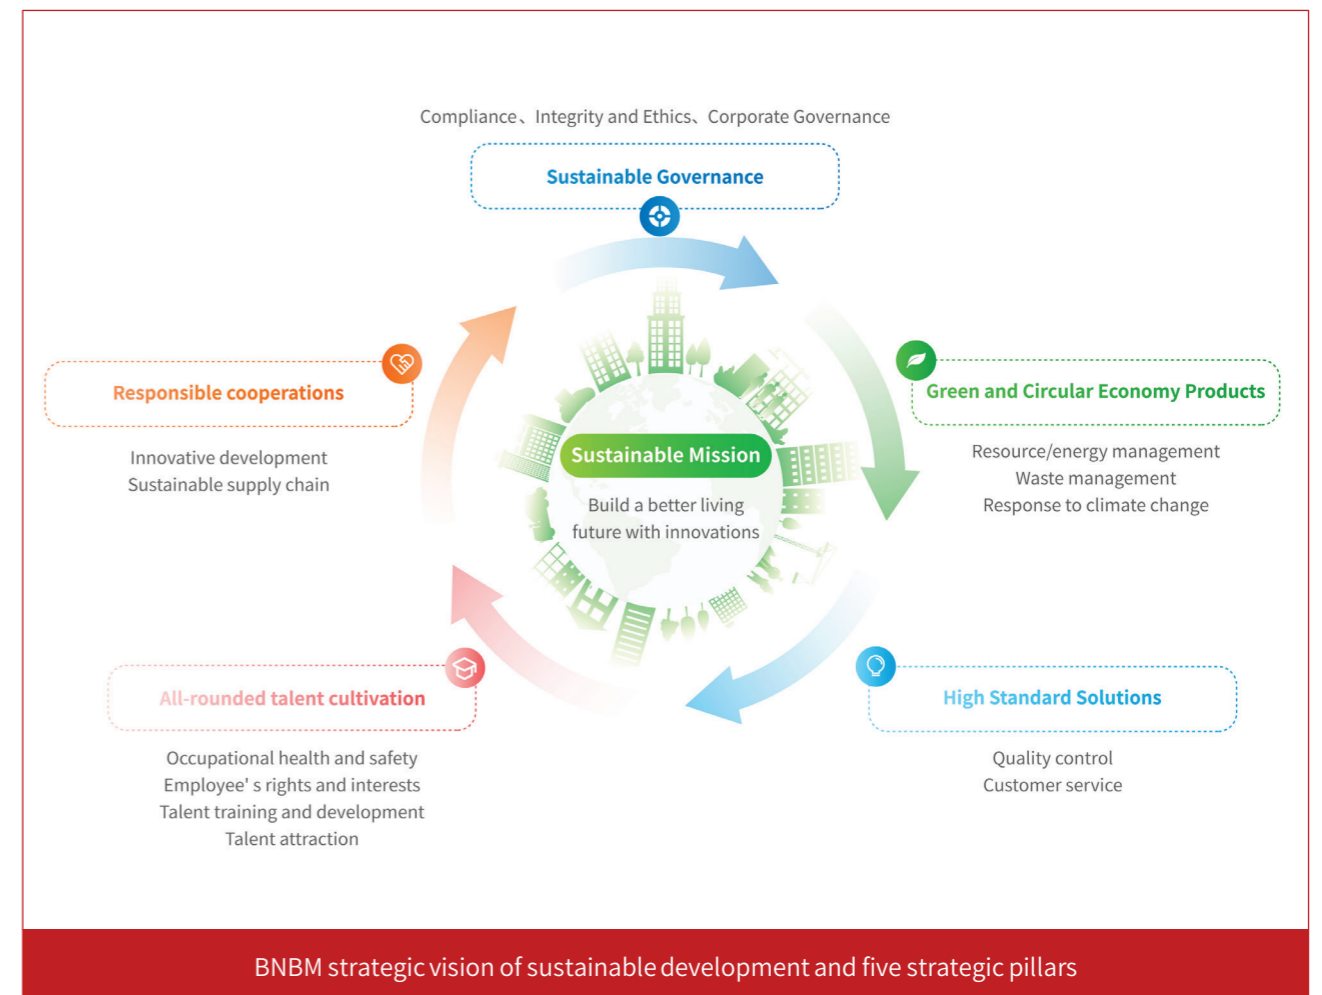 Compliance、Integrity and Ethics、Corporate Governance
Sustainable Governance
Responsible cooperations
Innovative development
Sustainable supply chain
Sustainable Mission
Build a better living
future with innovations
Green and Circular Economy Products
Resource/energy management
Waste management
Response to climate change
All-rounded talent cultivation
Occupational health and safety
Employee' s rights and interests
Talent training and development
Talent attraction
High Standard Solutions
Quality control
Customer service
BNBM strategic vision of sustainable development and five strategic pillars